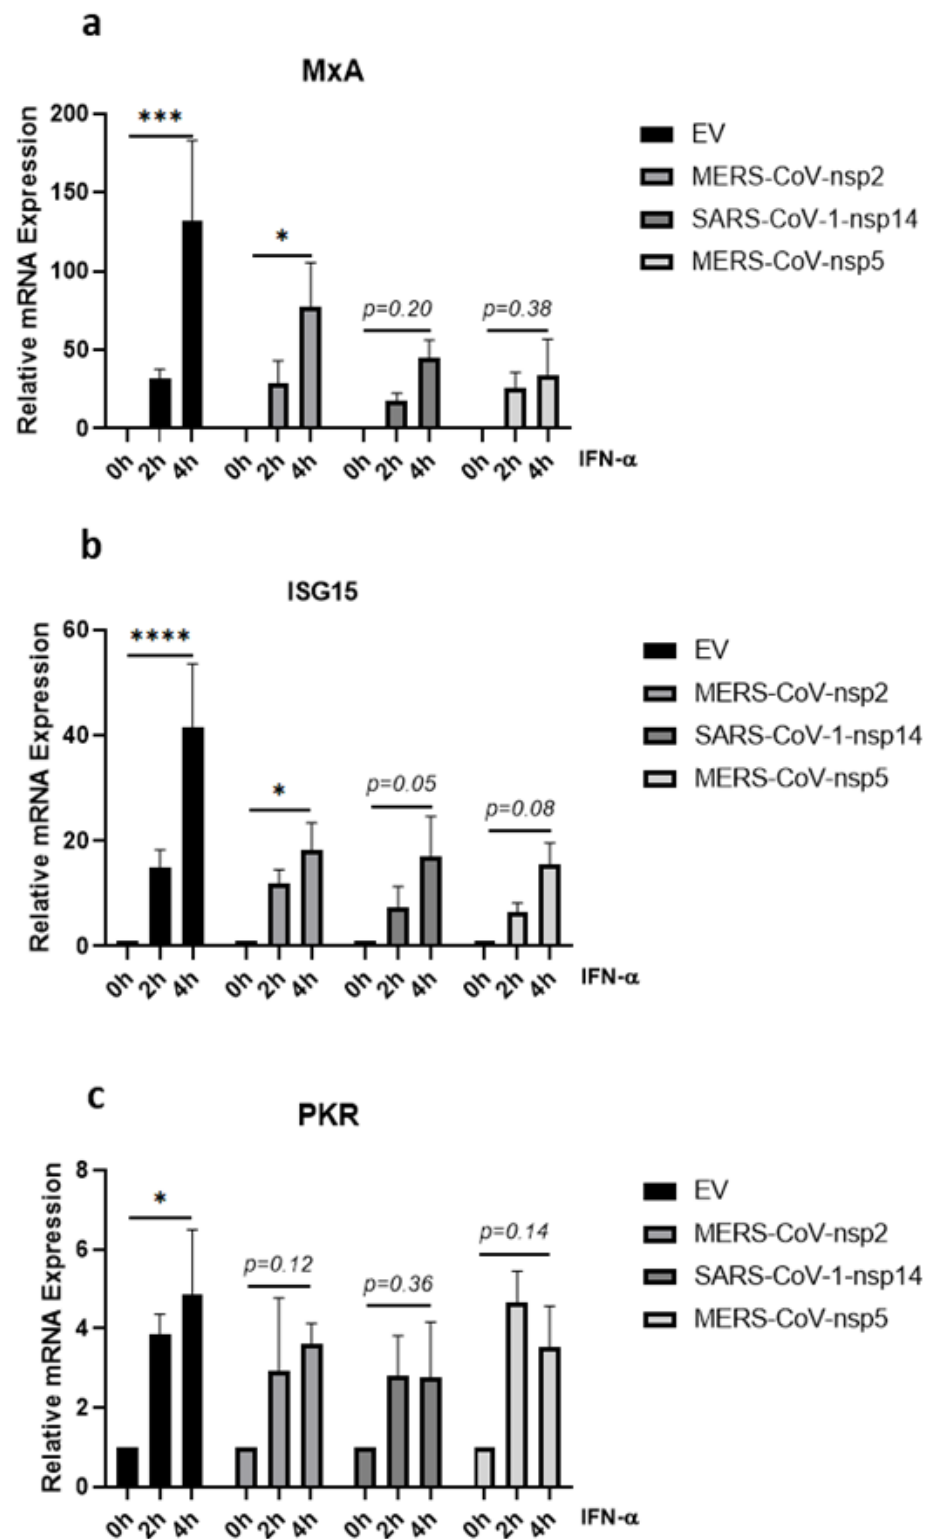 a
MxA
Relative mRNA Expression
200
150
100
50
0
***
*
p=0.20
p=0.38
0h 2h 4h 0h 2h 4h 0h 2h 4h 0h 2h 4h IFN-α
EV
MERS-CoV-nsp2
SARS-CoV-1-nsp14
MERS-CoV-nsp5
b
ISG15
Relative mRNA Expression
60
40
20
0
****
*
p=0.05
p=0.08
0h 2h 4h 0h 2h 4h 0h 2h 4h 0h 2h 4h IFN-α
EV
MERS-CoV-nsp2
SARS-CoV-1-nsp14
MERS-CoV-nsp5
c
PKR
Relative mRNA Expression
8
6
4
2
0
*
p=0.12
p=0.36
p=0.14
0h 2h 4h 0h 2h 4h 0h 2h 4h 0h 2h 4h IFN-α
EV
MERS-CoV-nsp2
SARS-CoV-1-nsp14
MERS-CoV-nsp5